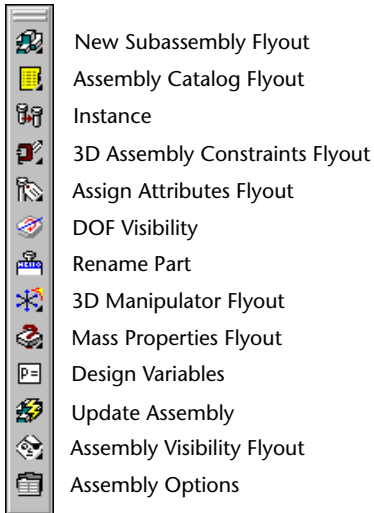 New Subassembly Flyout
Assembly Catalog Flyout
Instance
3D Assembly Constraints Flyout
Assign Attributes Flyout
DOF Visibility
Rename Part
3D Manipulator Flyout
Mass Properties Flyout
P= Design Variables
Update Assembly
Assembly Visibility Flyout
Assembly Options